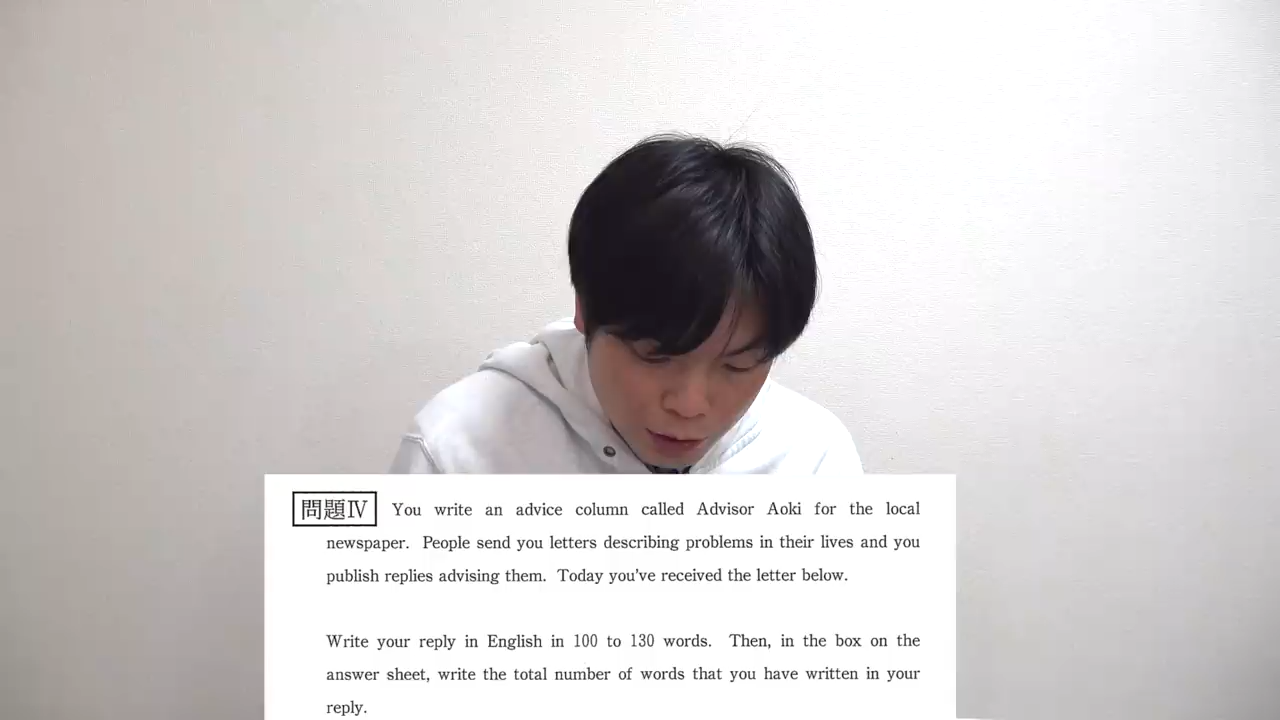 問題Ⅳ You write an advice column called Advisor Aoki for the local
newspaper. People send you letters describing problems in their lives and you
publish replies advising them. Today you've received the letter below.
Write your reply in English in 100 to 130 words. Then, in the box on the
answer sheet, write the total number of words that you have written in your
reply.